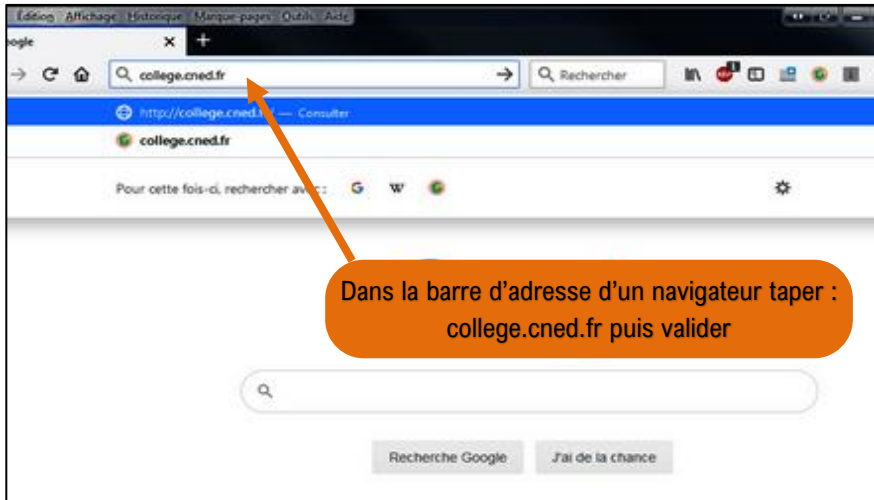 Édition Affichage Historique Marque-pages Outils Aide
oogle
college.cned.fr
Rechercher
http://college.cned.fr/ — Consulter
college.cned.fr
Pour cette fois-ci, rechercher avec : G W
Dans la barre d'adresse d'un navigateur taper :
college.cned.fr puis valider
Recherche Google J'ai de la chance